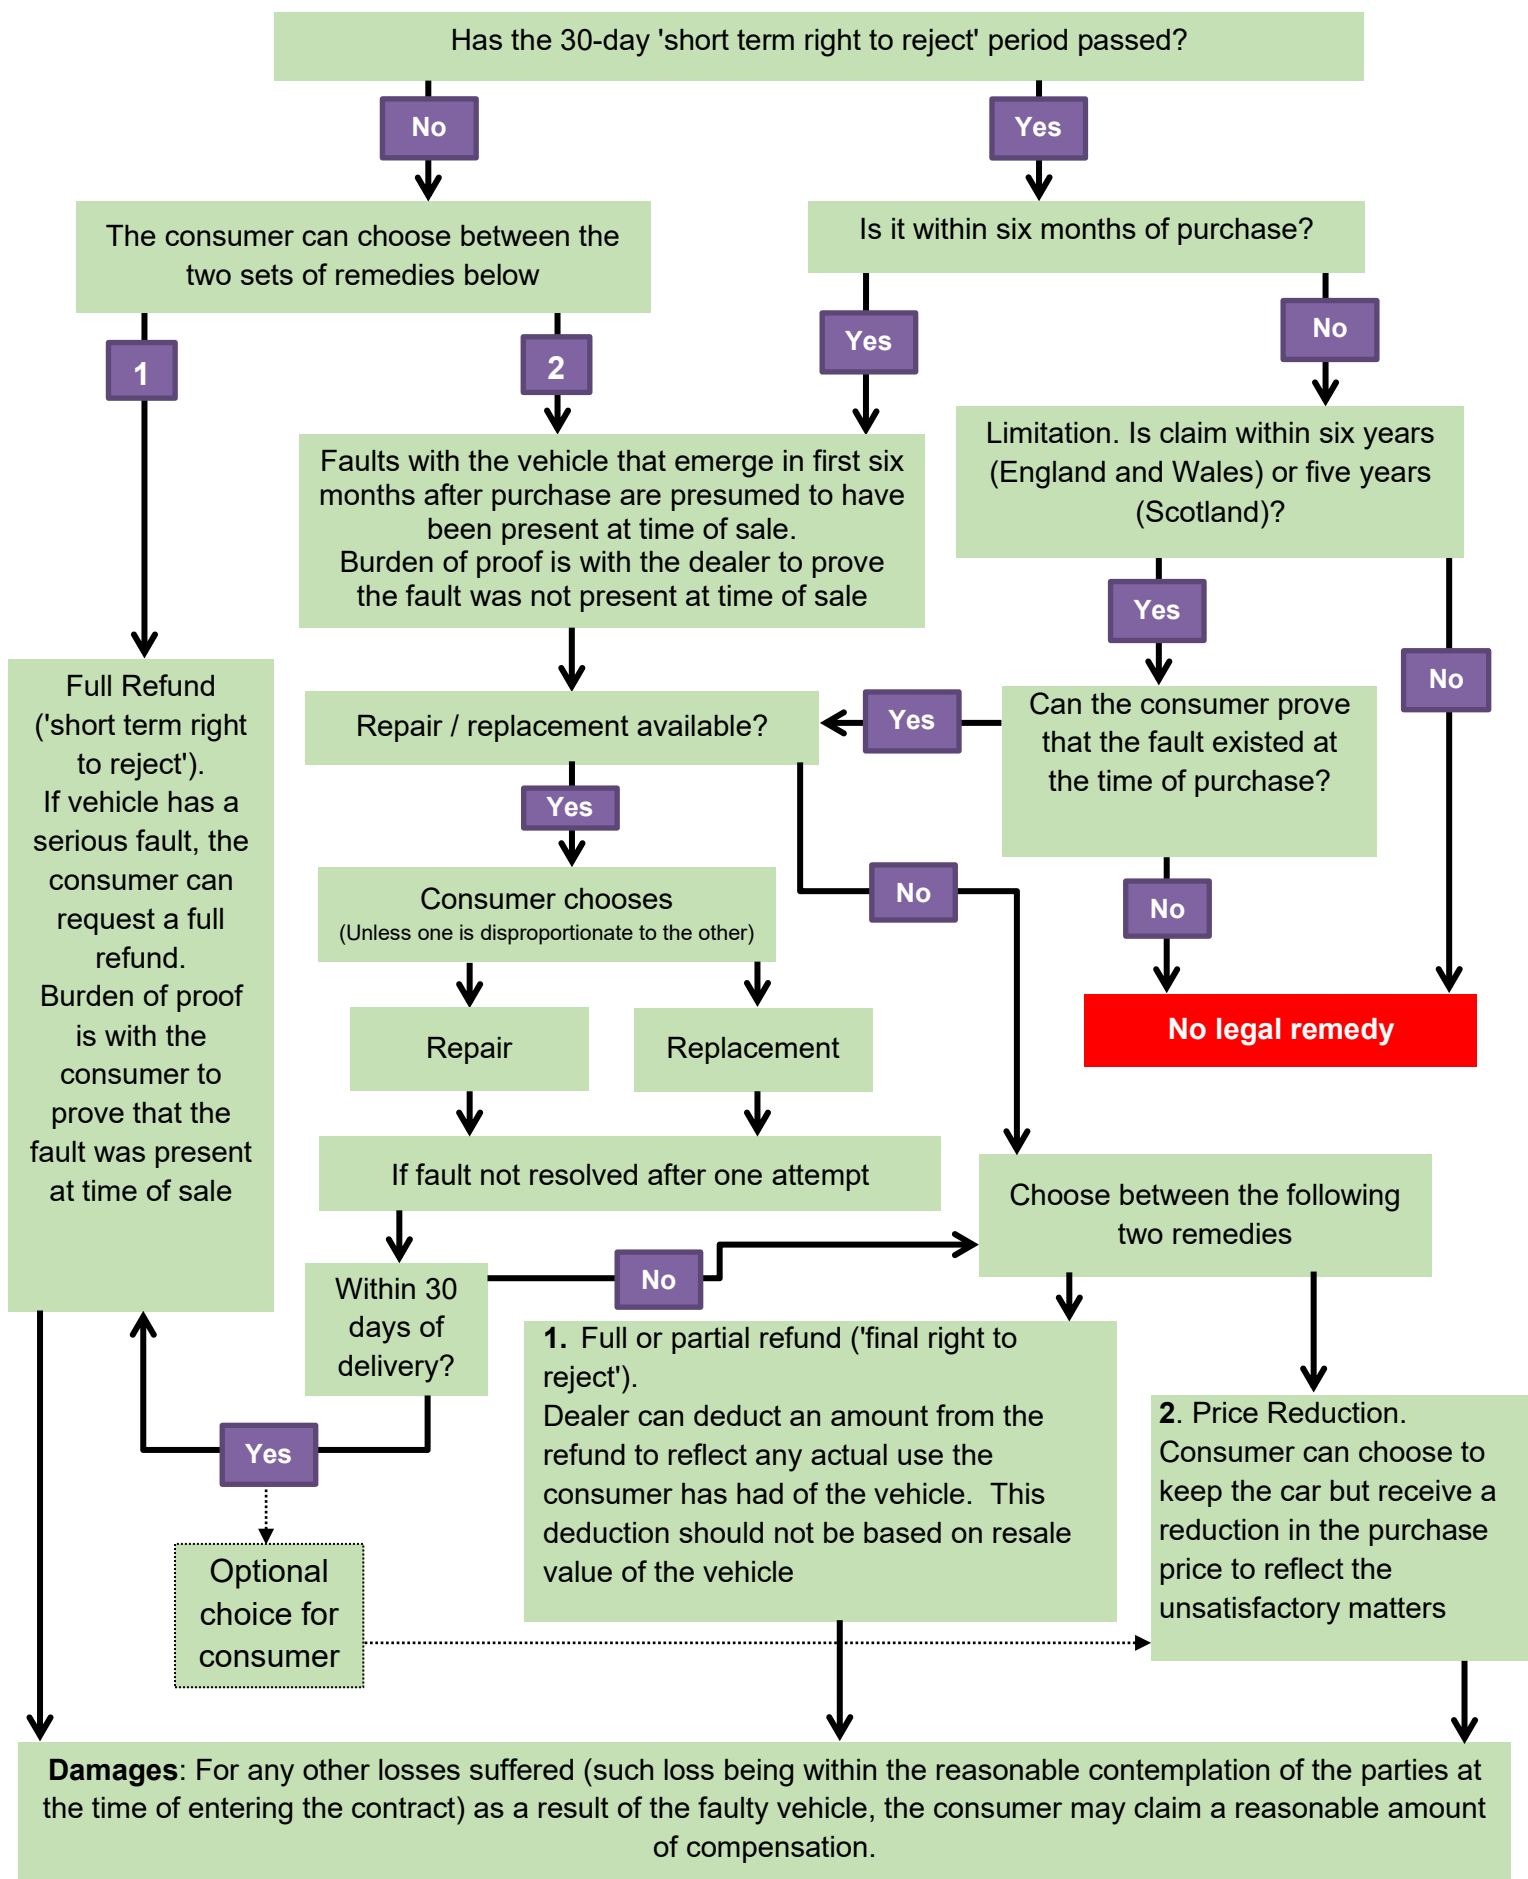 Has the 30-day 'short term right to reject' period passed?
No
Yes
The consumer can choose between the
two sets of remedies below
Is it within six months of purchase?
1
2
Yes
No
Faults with the vehicle that emerge in first six
months after purchase are presumed to have
been present at time of sale.
Burden of proof is with the dealer to prove
the fault was not present at time of sale
Limitation. Is claim within six years
(England and Wales) or five years
(Scotland)?
Yes
No
Full Refund
('short term right
to reject').
If vehicle has a
serious fault, the
consumer can
request a full
refund.
Burden of proof
is with the
consumer to
prove that the
fault was present
at time of sale
Repair / replacement available?
Yes
Can the consumer prove
that the fault existed at
the time of purchase?
Yes
No
No
Consumer chooses
(Unless one is disproportionate to the other)
Repair
Replacement
No legal remedy
If fault not resolved after one attempt
Choose between the following
two remedies
Within 30
days of
delivery?
No
Yes
1. Full or partial refund ('final right to
reject').
Dealer can deduct an amount from the
refund to reflect any actual use the
consumer has had of the vehicle. This
deduction should not be based on resale
value of the vehicle
2. Price Reduction.
Consumer can choose to
keep the car but receive a
reduction in the purchase
price to reflect the
unsatisfactory matters
Optional
choice for
consumer
Damages: For any other losses suffered (such loss being within the reasonable contemplation of the parties at
the time of entering the contract) as a result of the faulty vehicle, the consumer may claim a reasonable amount
of compensation.